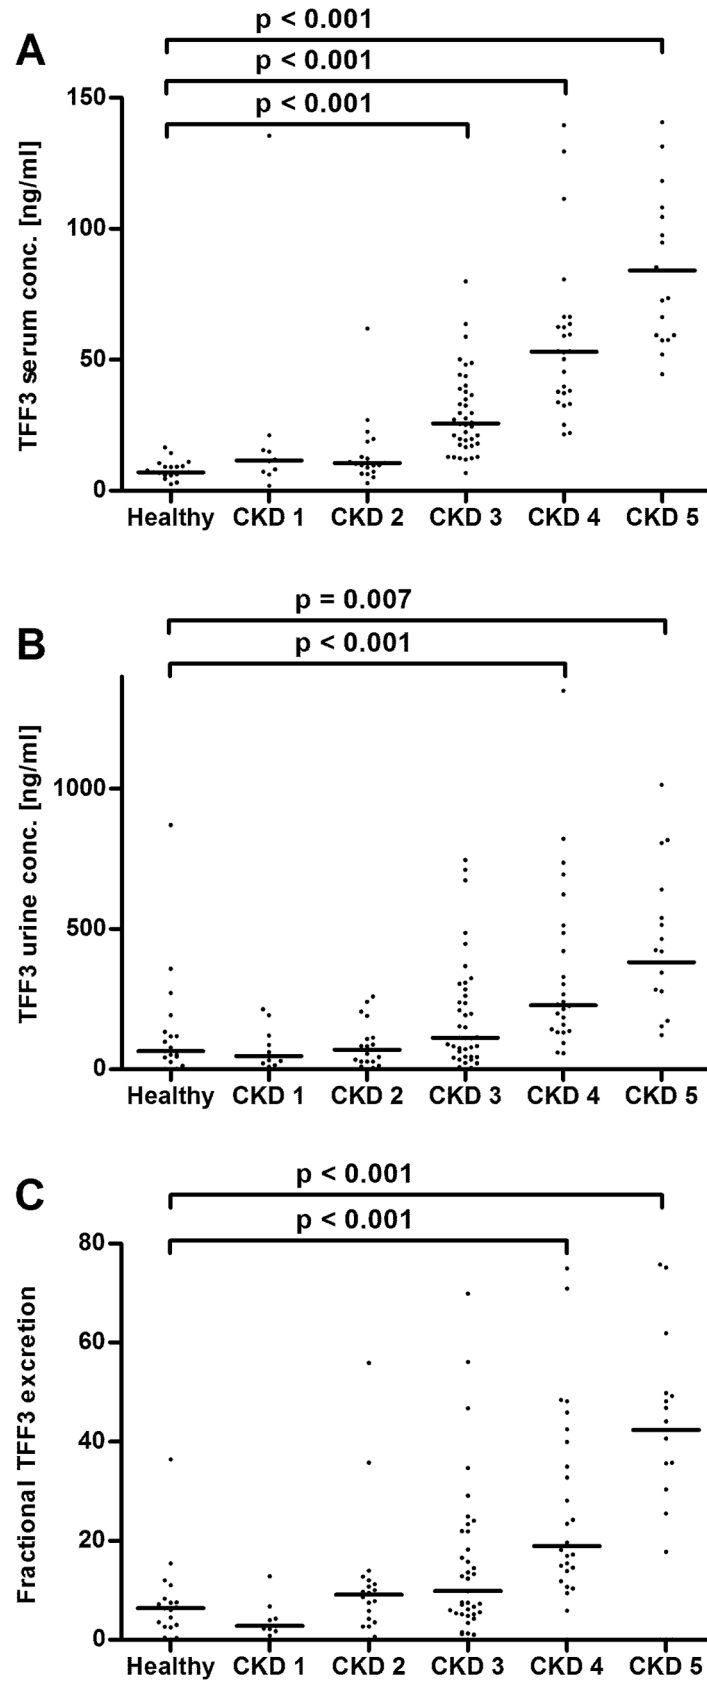 A
p < 0.001
p < 0.001
p < 0.001
TFF3 serum conc. [ng/ml]
150
100
50
0
Healthy CKD 1 CKD 2 CKD 3 CKD 4 CKD 5
B
p = 0.007
p < 0.001
TFF3 urine conc. [ng/ml]
1000
500
0
Healthy CKD 1 CKD 2 CKD 3 CKD 4 CKD 5
C
p < 0.001
p < 0.001
Fractional TFF3 excretion
80
60
40
20
0
Healthy CKD 1 CKD 2 CKD 3 CKD 4 CKD 5